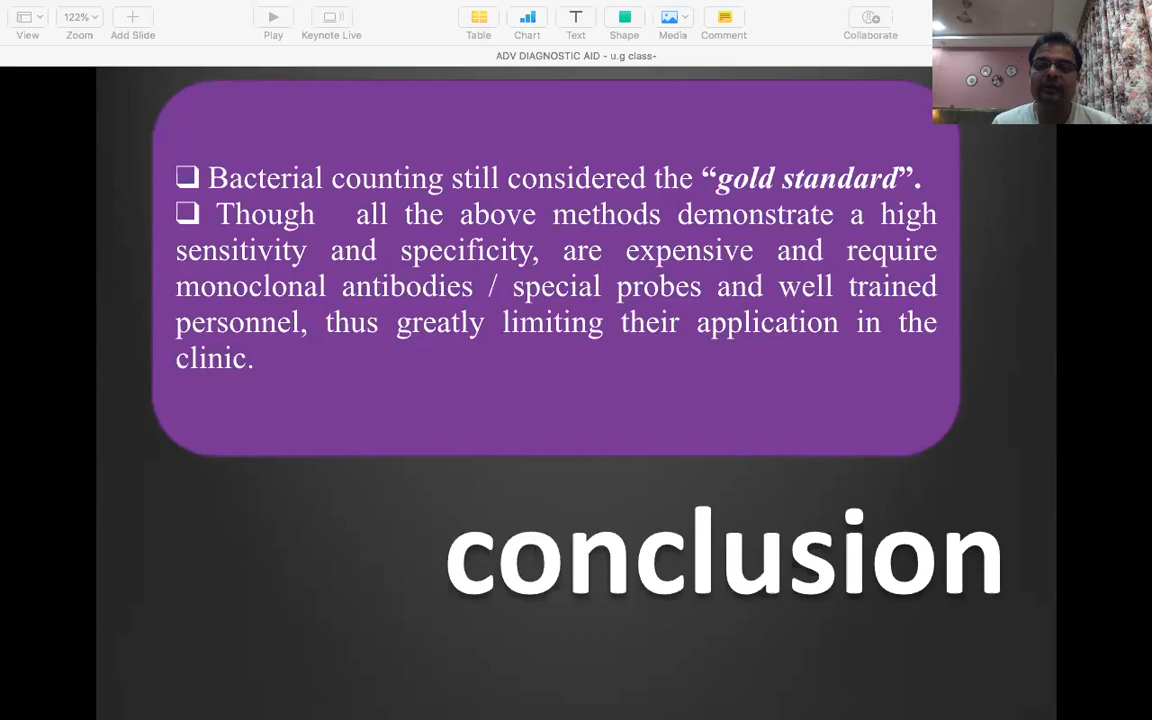 View
122%
Zoom
Add Slide
Play
Keynote Live
Table
Chart
Text
Shape
Media
Comment
Collaborate
ADV DIAGNOSTIC AID - u.g class-
❑ Bacterial counting still considered the “gold standard”.
❑ Though all the above methods demonstrate a high
sensitivity and specificity, are expensive and require
monoclonal antibodies / special probes and well trained
personnel, thus greatly limiting their application in the
clinic.
conclusion